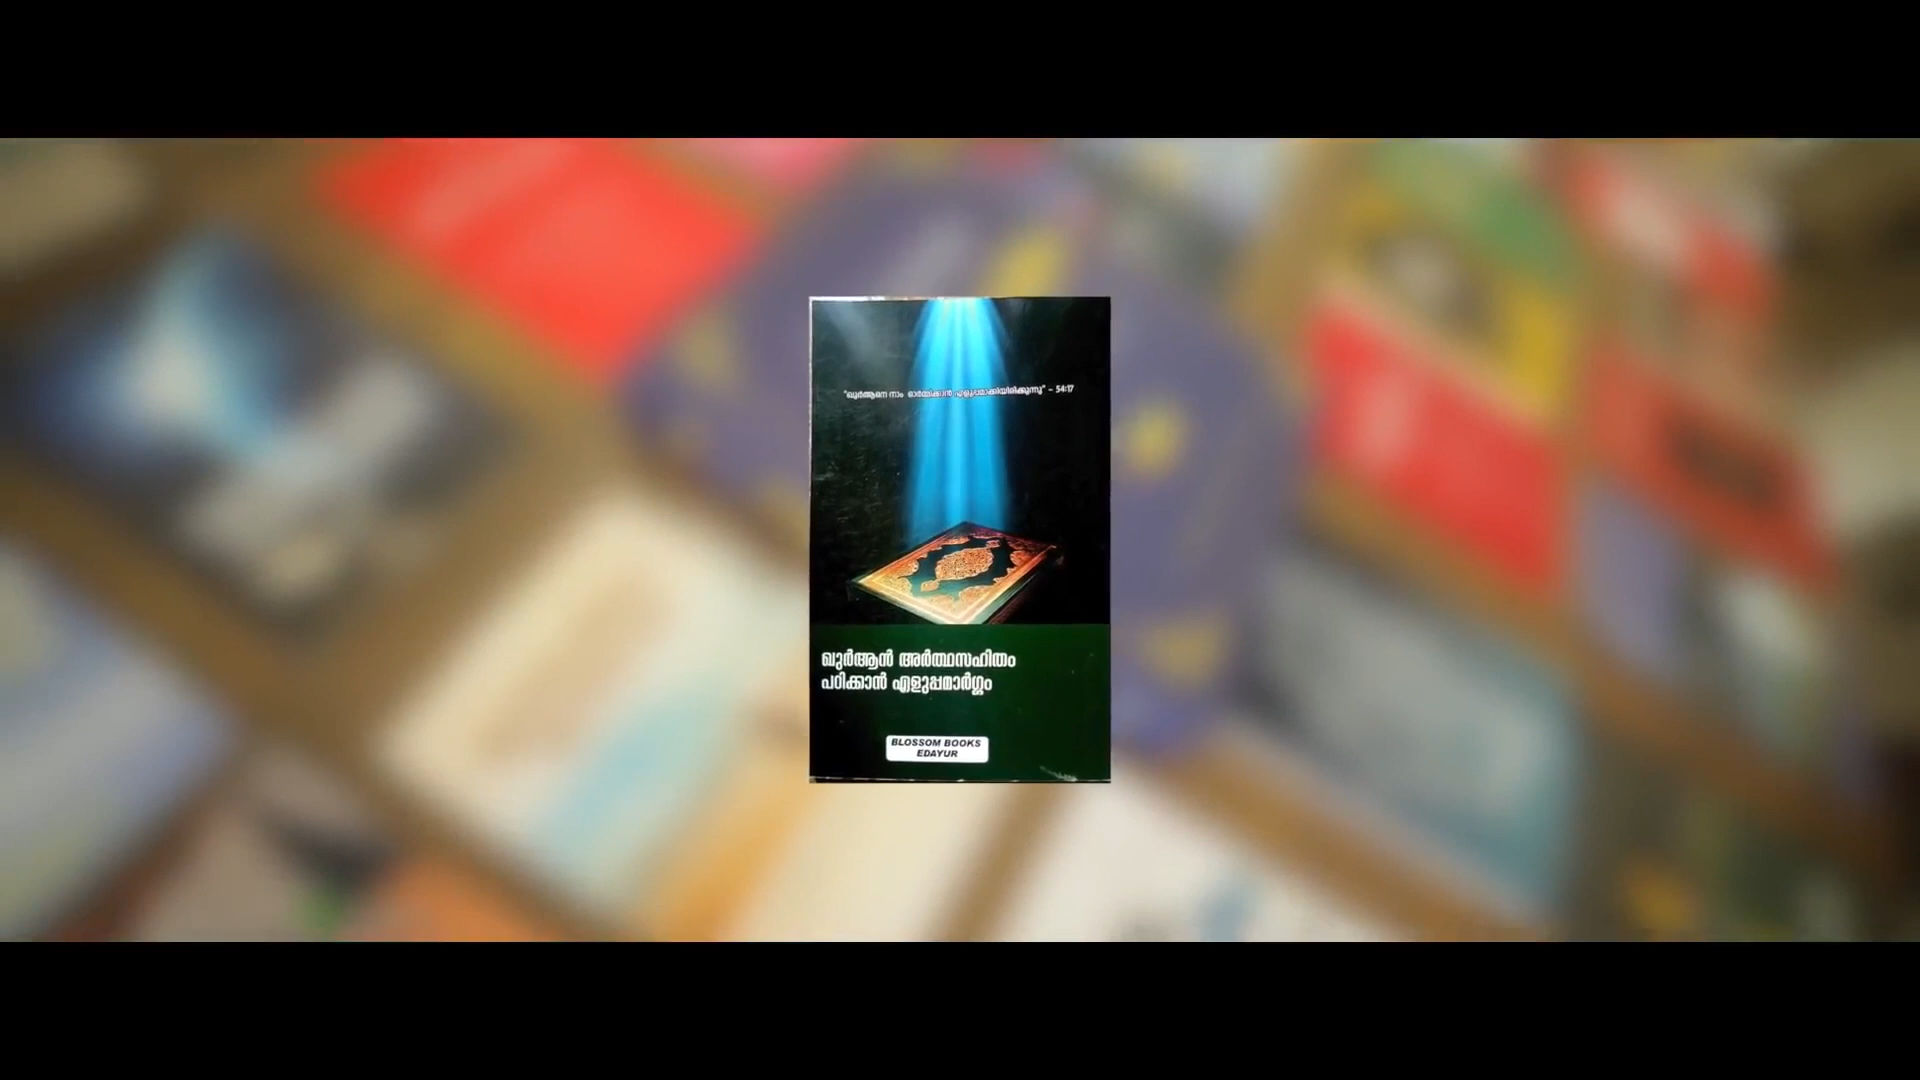 "ഖുർആനെ നാം ഓർമ്മിക്കാൻ എളുപ്പമാക്കിയിരിക്കുന്നു" – 54:17
ഖുർആൻ അർത്ഥസഹിതം
പഠിക്കാൻ എളുപ്പമാർഗ്ഗം
BLOSSOM BOOKS
EDAYUR